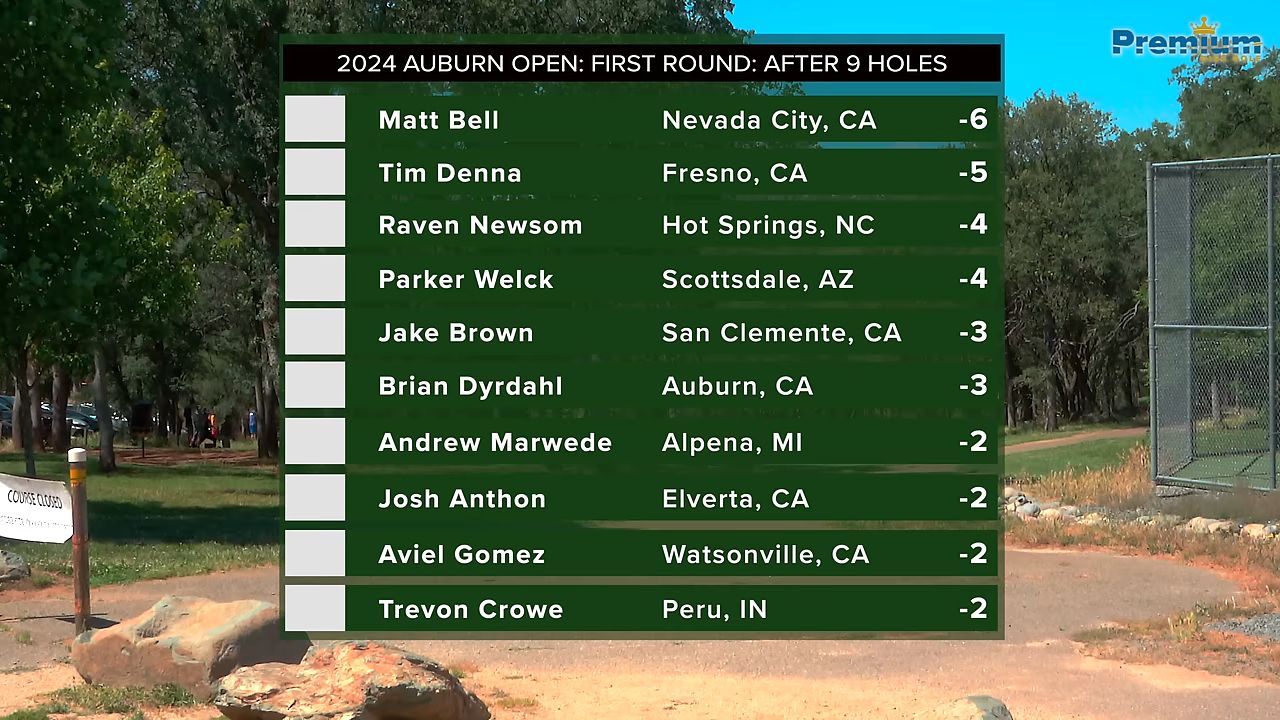 Premium
DISC GOLF
2024 AUBURN OPEN: FIRST ROUND: AFTER 9 HOLES
Matt Bell Nevada City, CA -6
Tim Denna Fresno, CA -5
Raven Newsom Hot Springs, NC -4
Parker Welck Scottsdale, AZ -4
Jake Brown San Clemente, CA -3
Brian Dyrdahl Auburn, CA -3
Andrew Marwede Alpena, MI -2
Josh Anthon Elverta, CA -2
Aviel Gomez Watsonville, CA -2
Trevon Crowe Peru, IN -2
COURSE CLOSED